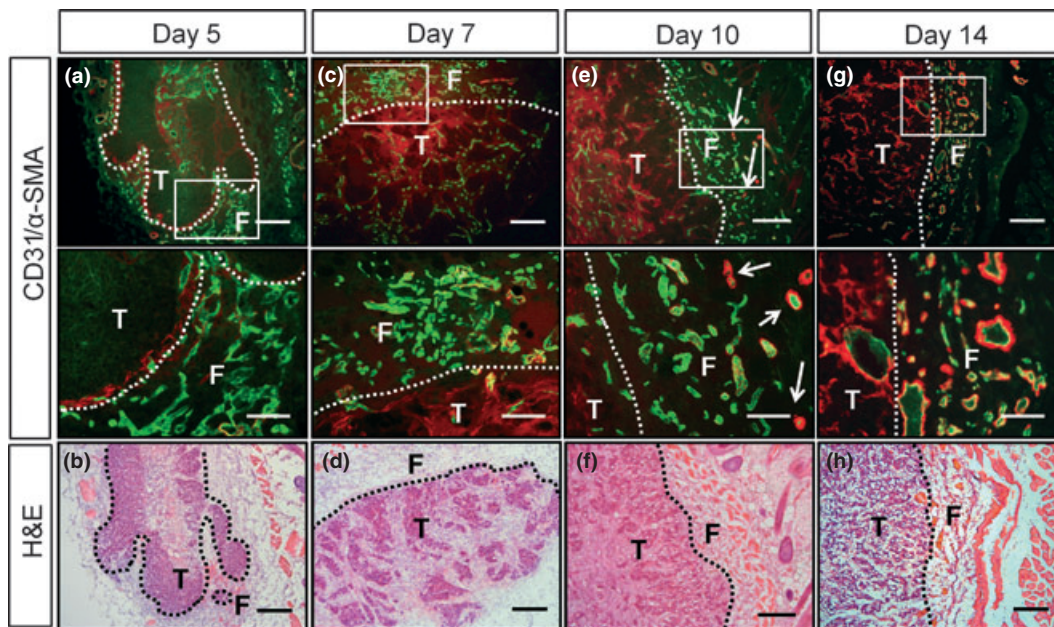 Day 5 Day 7 Day 10 Day 14
CD31/α-SMA
(a) (c) (e) (g)
T F F T T F T F
T F F T T F T F
H&E
(b) (d) (f) (h)
T F F T T F T F